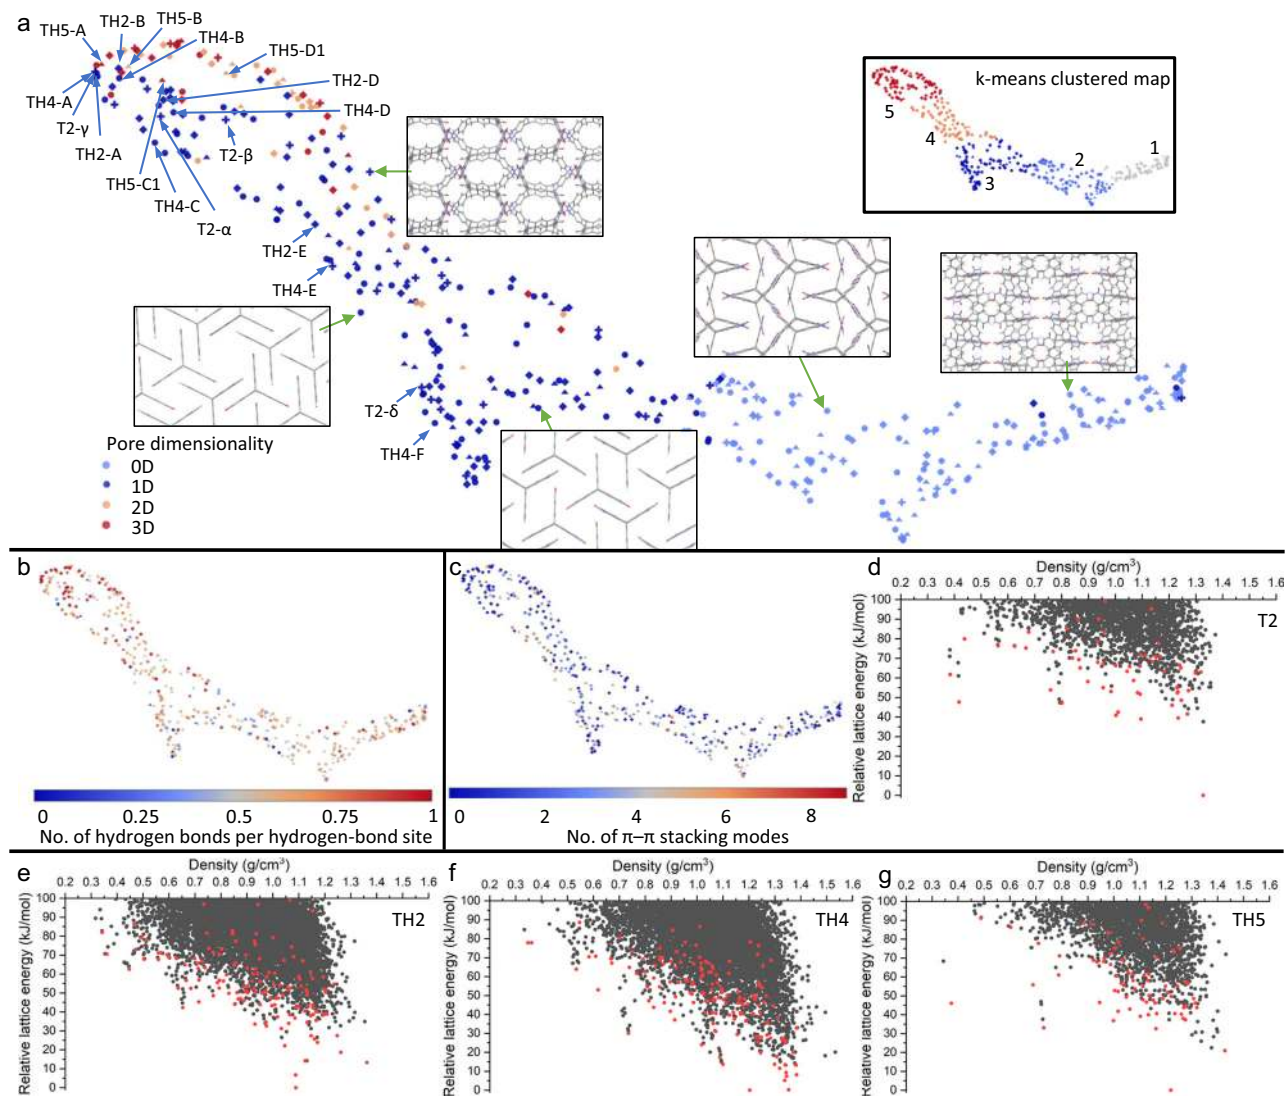 a
TH5-A
TH2-B
TH5-B
TH4-B
TH5-D1
TH2-D
TH4-D
TH4-A
T2-γ
TH2-A
T2-β
TH5-C1
TH4-C
T2-α
TH2-E
TH4-E
T2-δ
TH4-F
k-means clustered map
5
4
3
2
1
Pore dimensionality
0D
1D
2D
3D
b
0 0.25 0.5 0.75 1
No. of hydrogen bonds per hydrogen-bond site
c
0 2 4 6 8
No. of π–π stacking modes
d
Density (g/cm³)
0.2 0.3 0.4 0.5 0.6 0.7 0.8 0.9 1.0 1.1 1.2 1.3 1.4 1.5 1.6
T2
Relative lattice energy (kJ/mol)
100
90
80
70
60
50
40
30
20
10
0
e
Density (g/cm³)
0.2 0.3 0.4 0.5 0.6 0.7 0.8 0.9 1.0 1.1 1.2 1.3 1.4 1.5 1.6
TH2
Relative lattice energy (kJ/mol)
100
90
80
70
60
50
40
30
20
10
0
f
Density (g/cm³)
0.2 0.3 0.4 0.5 0.6 0.7 0.8 0.9 1.0 1.1 1.2 1.3 1.4 1.5 1.6
TH4
Relative lattice energy (kJ/mol)
100
90
80
70
60
50
40
30
20
10
0
g
Density (g/cm³)
0.2 0.3 0.4 0.5 0.6 0.7 0.8 0.9 1.0 1.1 1.2 1.3 1.4 1.5 1.6
TH5
Relative lattice energy (kJ/mol)
100
90
80
70
60
50
40
30
20
10
0